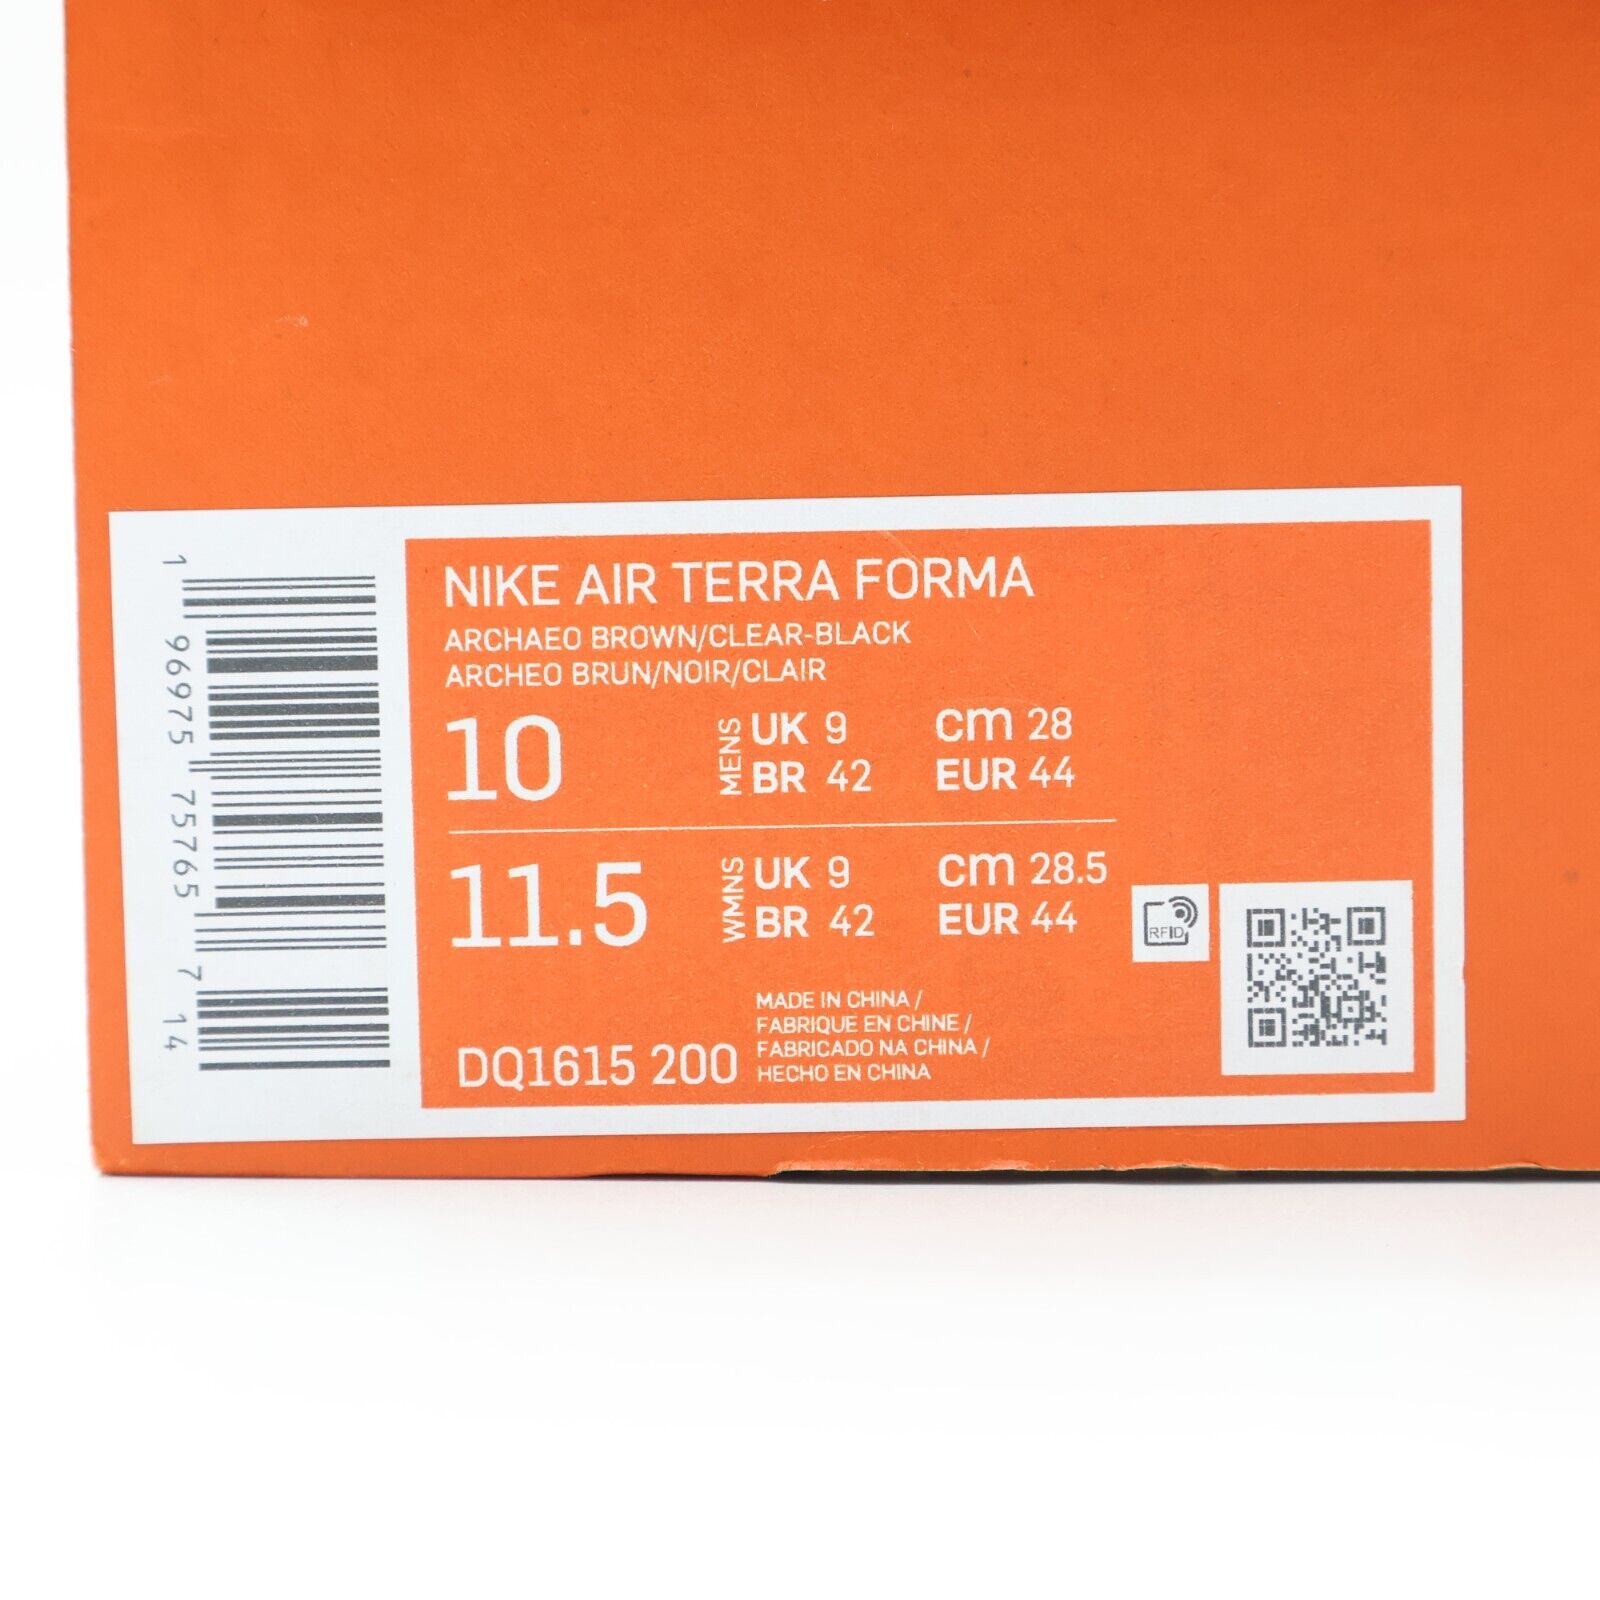 NIKE AIR TERRA FORMA
ARCHAEO BROWN/CLEAR-BLACK
ARCHEO BRUN/NOIR/CLAIR
10 MENS UK 9 cm 28
BR 42 EUR 44
11.5 WMNS UK 9 cm 28.5
BR 42 EUR 44
MADE IN CHINA /
FABRIQUE EN CHINE /
FABRICADO NA CHINA /
HECHO EN CHINA
DQ1615 200
RFID
1 96975 75765 7 14